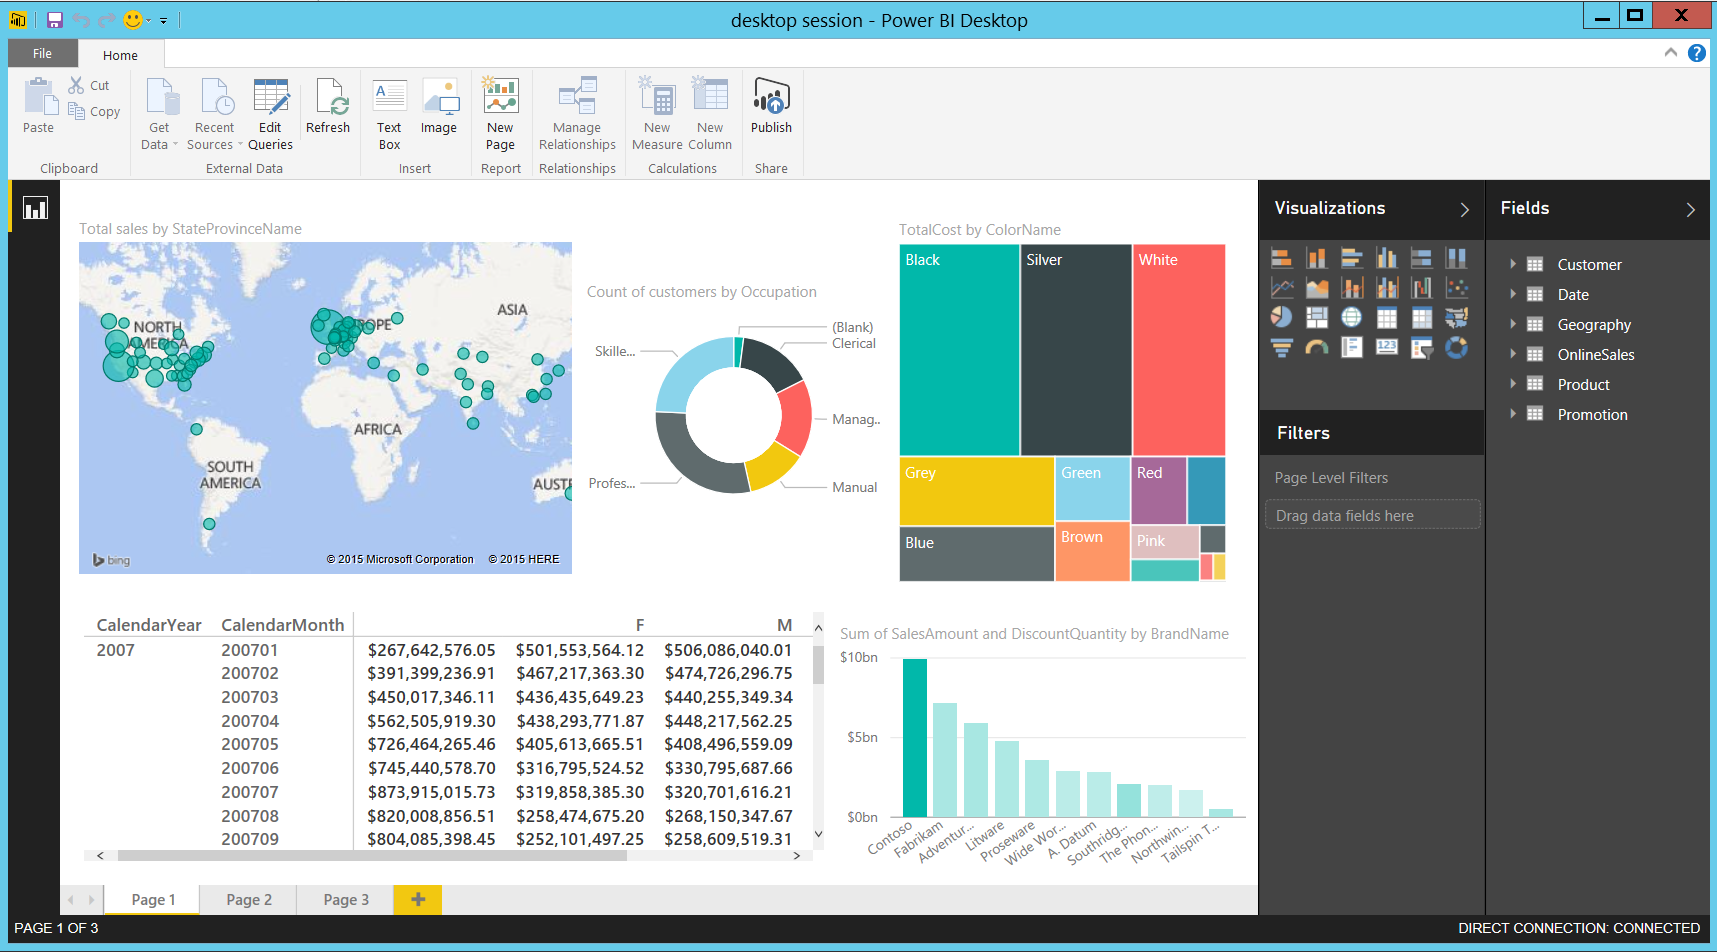 desktop session - Power BI Desktop
File
Home
Paste
Cut
Copy
Clipboard
Get Data
Recent Sources
Edit Queries
Refresh
External Data
Text Box
Image
Insert
New Page
Report
Manage Relationships
Relationships
New Measure
New Column
Calculations
Publish
Share
Total sales by StateProvinceName
NORTH
AMERICA
ASIA
AFRICA
SOUTH
AMERICA
bing
© 2015 Microsoft Corporation
© 2015 HERE
Count of customers by Occupation
(Blank)
Clerical
Skille...
Manag..
Profes...
Manual
TotalCost by ColorName
Black
Silver
White
Grey
Green
Red
Blue
Brown
Pink
CalendarYear CalendarMonth F M
2007 200701 $267,642,576.05 $501,553,564.12 $506,086,040.01
200702 $391,399,236.91 $467,217,363.30 $474,726,296.75
200703 $450,017,346.11 $436,435,649.23 $440,255,349.34
200704 $562,505,919.30 $438,293,771.87 $448,217,562.25
200705 $726,464,265.46 $405,613,665.51 $408,496,559.09
200706 $745,440,578.70 $316,795,524.52 $330,795,687.66
200707 $873,915,015.73 $319,858,385.30 $320,701,616.21
200708 $820,008,856.51 $258,474,675.20 $268,150,347.67
200709 $804,085,398.45 $252,101,497.25 $258,609,519.31
Sum of SalesAmount and DiscountQuantity by BrandName
$10bn
$5bn
$0bn
Contoso
Fabrikam
Adventur...
Litware
Proseware
Wide Wor...
A. Datum
Southridg...
The Phon...
Northwin...
Tailspin T...
Visualizations
123
Filters
Page Level Filters
Drag data fields here
Fields
Customer
Date
Geography
OnlineSales
Product
Promotion
Page 1
Page 2
Page 3
PAGE 1 OF 3
DIRECT CONNECTION: CONNECTED